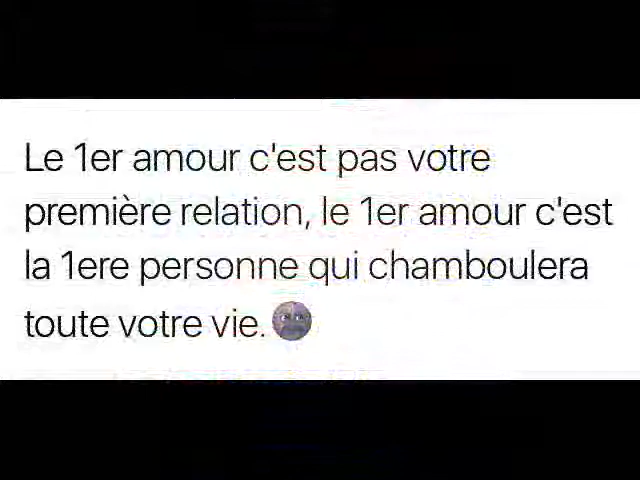 Le 1er amour c'est pas votre
première relation, le 1er amour c'est
la 1ere personne qui chamboulera
toute votre vie.